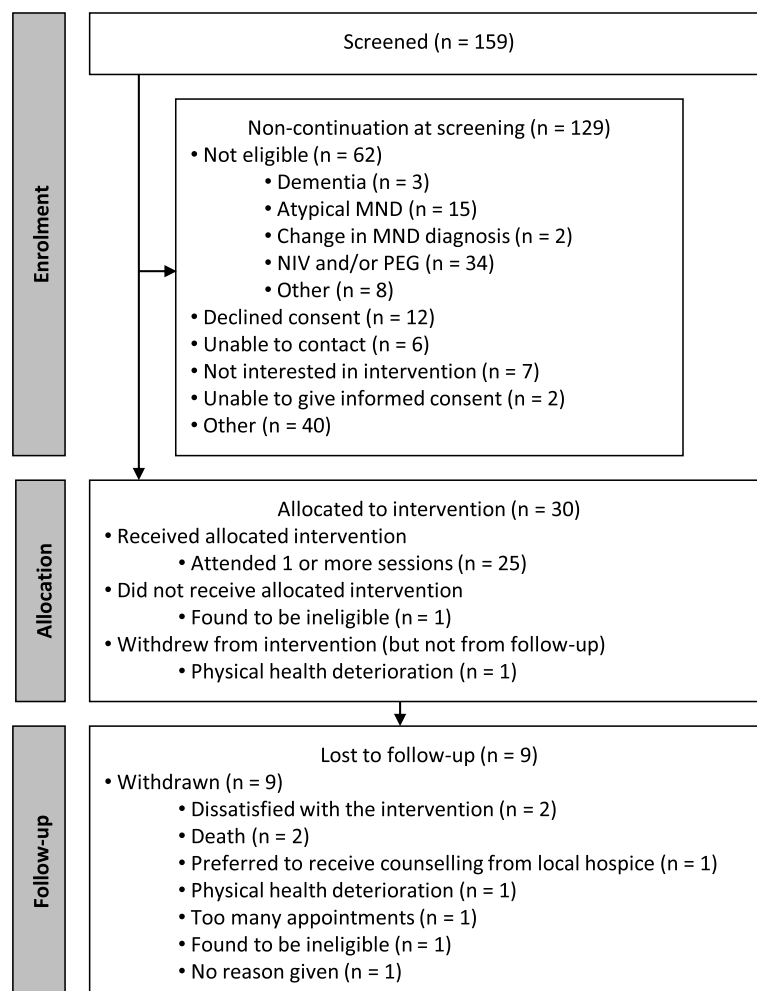 Enrolment
Screened (n = 159)
Non-continuation at screening (n = 129)
• Not eligible (n = 62)
• Dementia (n = 3)
• Atypical MND (n = 15)
• Change in MND diagnosis (n = 2)
• NIV and/or PEG (n = 34)
• Other (n = 8)
• Declined consent (n = 12)
• Unable to contact (n = 6)
• Not interested in intervention (n = 7)
• Unable to give informed consent (n = 2)
• Other (n = 40)
Allocation
Allocated to intervention (n = 30)
• Received allocated intervention
• Attended 1 or more sessions (n = 25)
• Did not receive allocated intervention
• Found to be ineligible (n = 1)
• Withdrew from intervention (but not from follow-up)
• Physical health deterioration (n = 1)
Follow-up
Lost to follow-up (n = 9)
• Withdrawn (n = 9)
• Dissatisfied with the intervention (n = 2)
• Death (n = 2)
• Preferred to receive counselling from local hospice (n = 1)
• Physical health deterioration (n = 1)
• Too many appointments (n = 1)
• Found to be ineligible (n = 1)
• No reason given (n = 1)